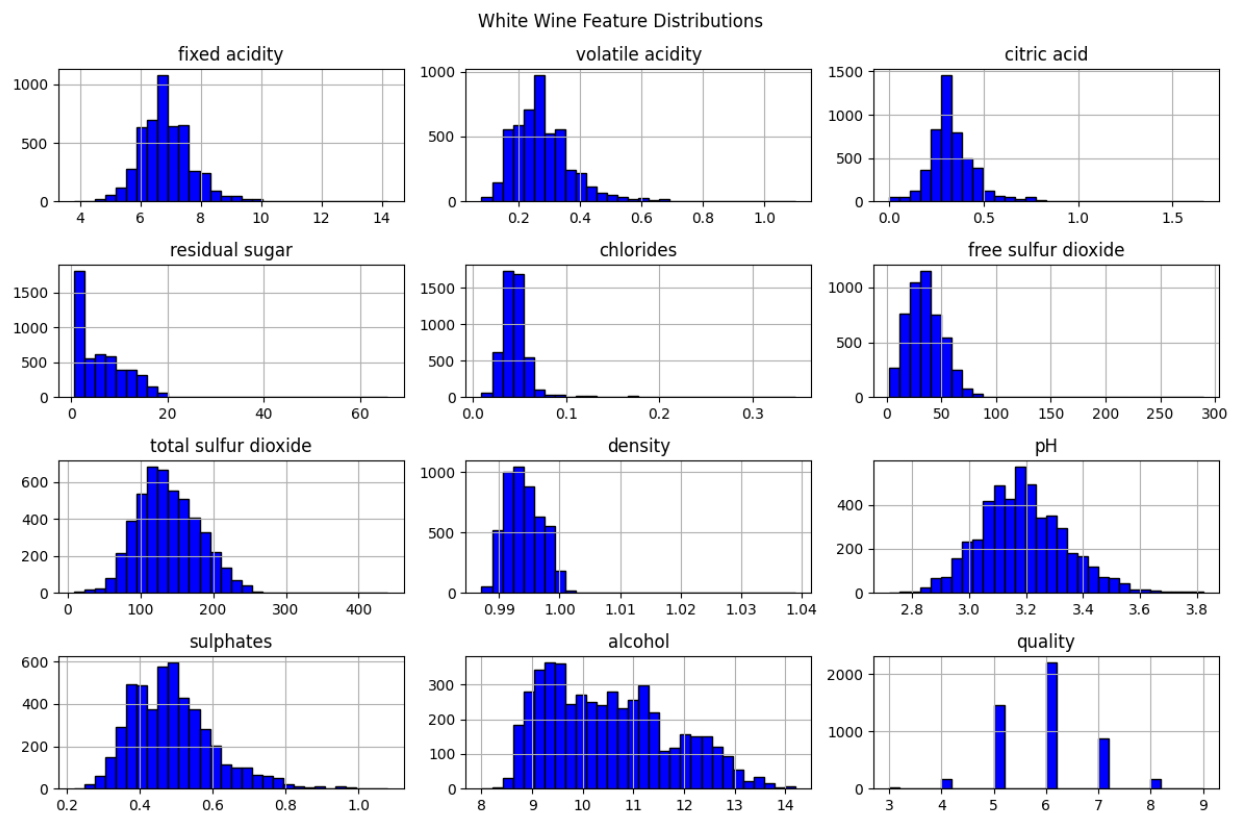 White Wine Feature Distributions
fixed acidity volatile acidity citric acid
1000
500
0
4 6 8 10 12 14
1000
500
0
0.2 0.4 0.6 0.8 1.0
1500
1000
500
0
0.0 0.5 1.0 1.5
residual sugar chlorides free sulfur dioxide
1500
1000
500
0
0 20 40 60
1500
1000
500
0
0.0 0.1 0.2 0.3
1000
500
0
0 50 100 150 200 250 300
total sulfur dioxide density pH
600
400
200
0
0 100 200 300 400
1000
500
0
0.99 1.00 1.01 1.02 1.03 1.04
400
200
0
2.8 3.0 3.2 3.4 3.6 3.8
sulphates alcohol quality
600
400
200
0
0.2 0.4 0.6 0.8 1.0
300
200
100
0
8 9 10 11 12 13 14
2000
1000
0
3 4 5 6 7 8 9